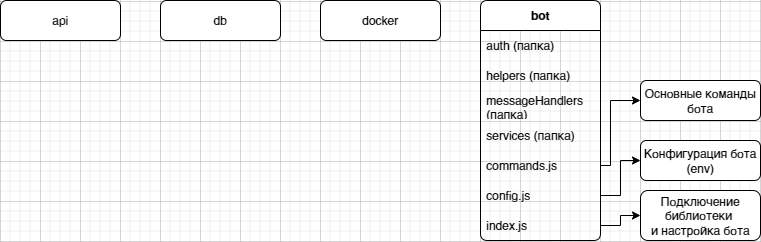 api
db
docker
bot
auth (папка)
helpers (папка)
messageHandlers
(папка)
services (папка)
commands.js
config.js
index.js
Основные команды
бота
Конфигурация бота
(env)
Подключение
библиотеки
и настройка бота